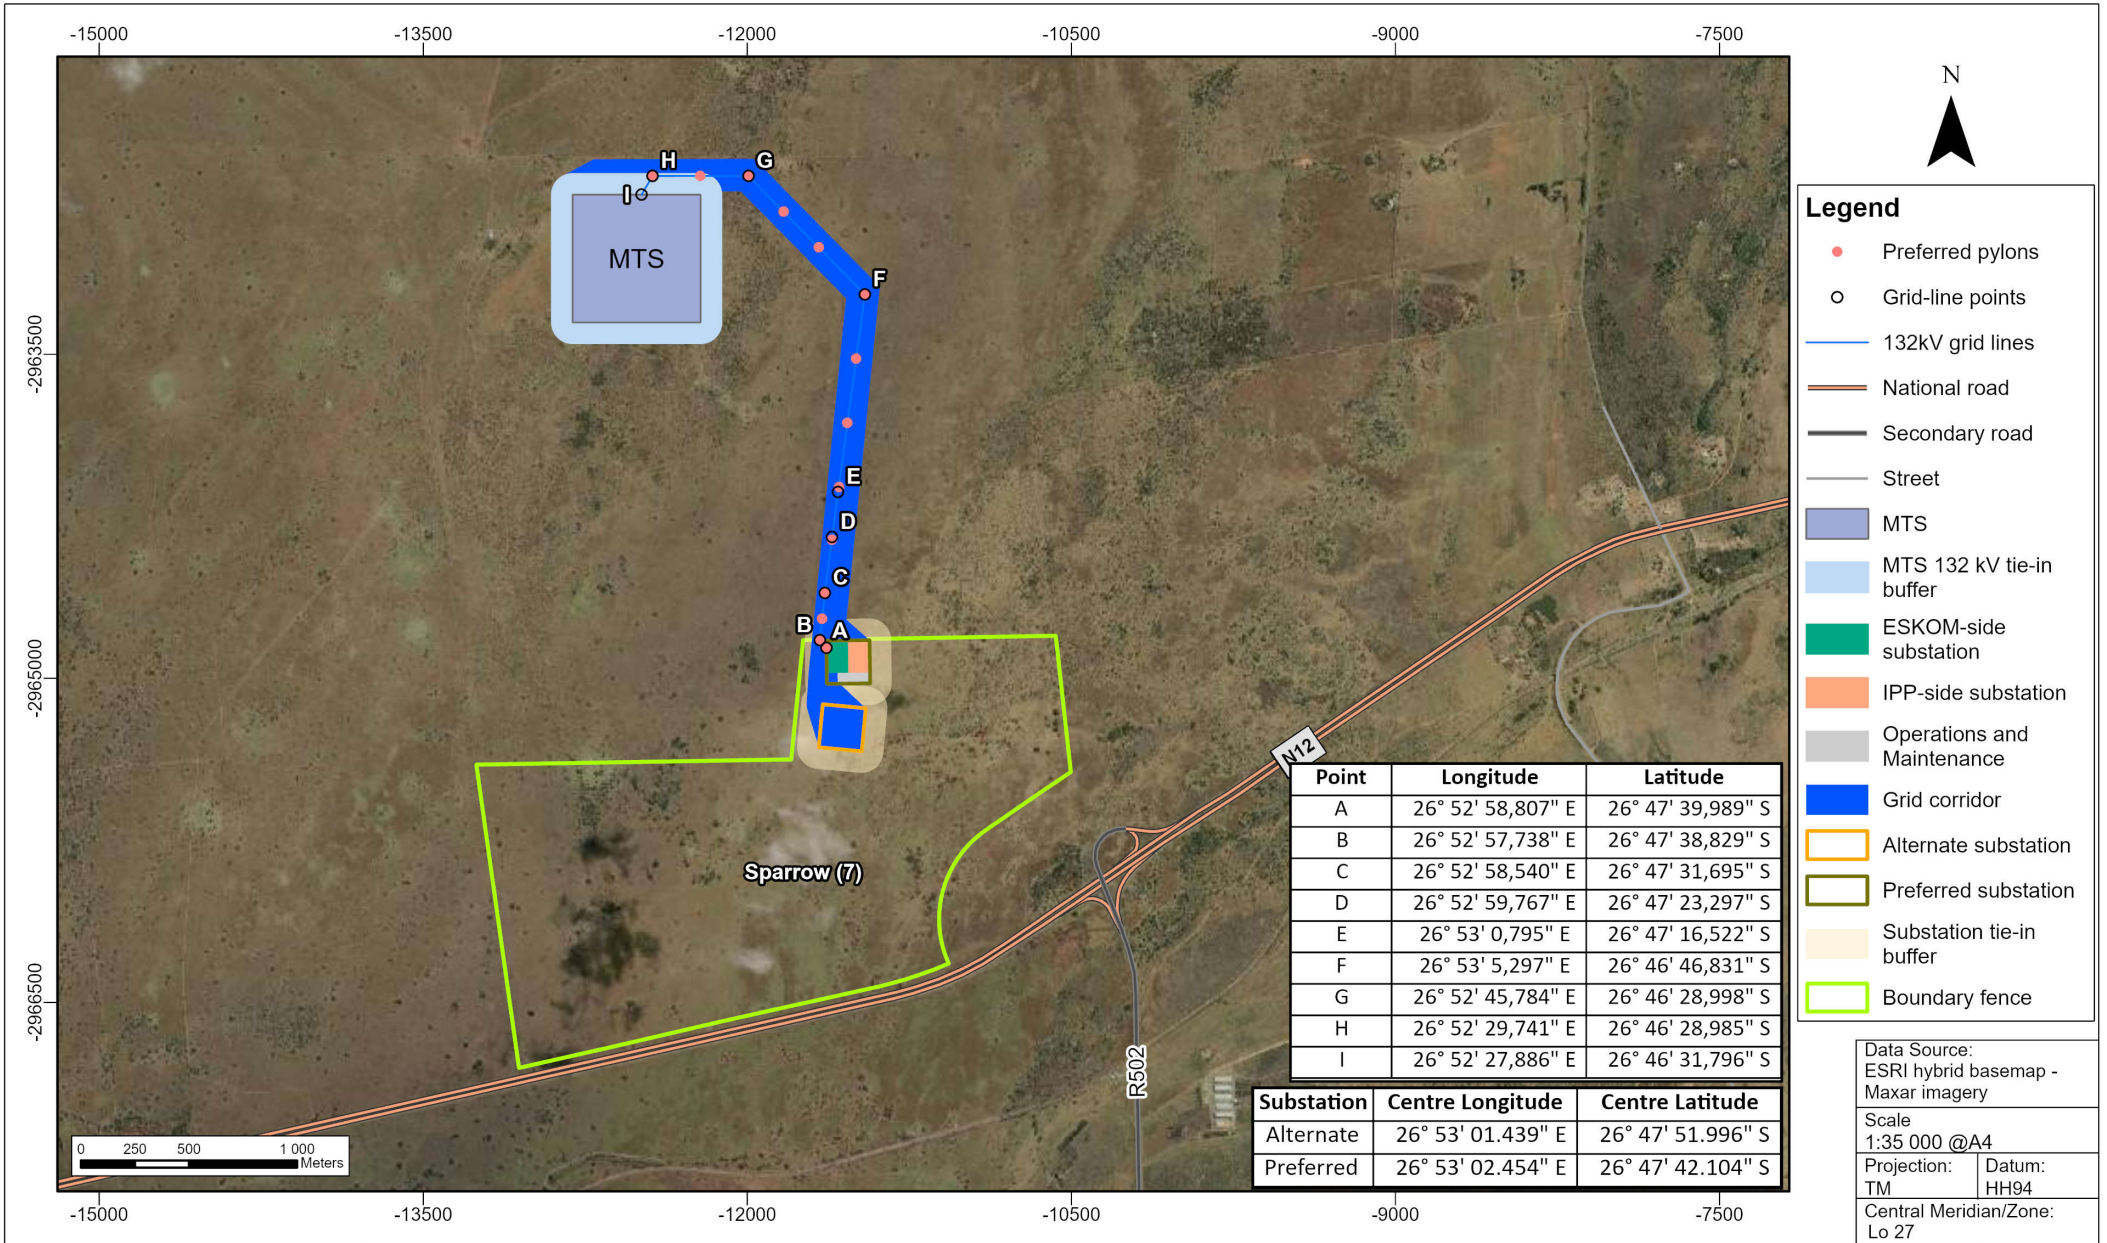 -15000 -13500 -12000 -10500 -9000 -7500
N
H G
I
MTS
F
E
D
C
B A
-2963500
-2965000
-2966500
N12
Sparrow (7)
R502
Legend
Preferred pylons
Grid-line points
132kV grid lines
National road
Secondary road
Street
MTS
MTS 132 kV tie-in
buffer
ESKOM-side
substation
IPP-side substation
Operations and
Maintenance
Grid corridor
Alternate substation
Preferred substation
Substation tie-in
buffer
Boundary fence
Point Longitude Latitude
A 26° 52' 58,807" E 26° 47' 39,989" S
B 26° 52' 57,738" E 26° 47' 38,829" S
C 26° 52' 58,540" E 26° 47' 31,695" S
D 26° 52' 59,767" E 26° 47' 23,297" S
E 26° 53' 0,795" E 26° 47' 16,522" S
F 26° 53' 5,297" E 26° 46' 46,831" S
G 26° 52' 45,784" E 26° 46' 28,998" S
H 26° 52' 29,741" E 26° 46' 28,985" S
I 26° 52' 27,886" E 26° 46' 31,796" S
Substation Centre Longitude Centre Latitude
Alternate 26° 53' 01.439" E 26° 47' 51.996" S
Preferred 26° 53' 02.454" E 26° 47' 42.104" S
0 250 500 1 000
Meters
-15000 -13500 -12000 -10500 -9000 -7500
Data Source:
ESRI hybrid basemap -
Maxar imagery
Scale
1:35 000 @A4
Projection: Datum:
TM HH94
Central Meridian/Zone:
Lo 27